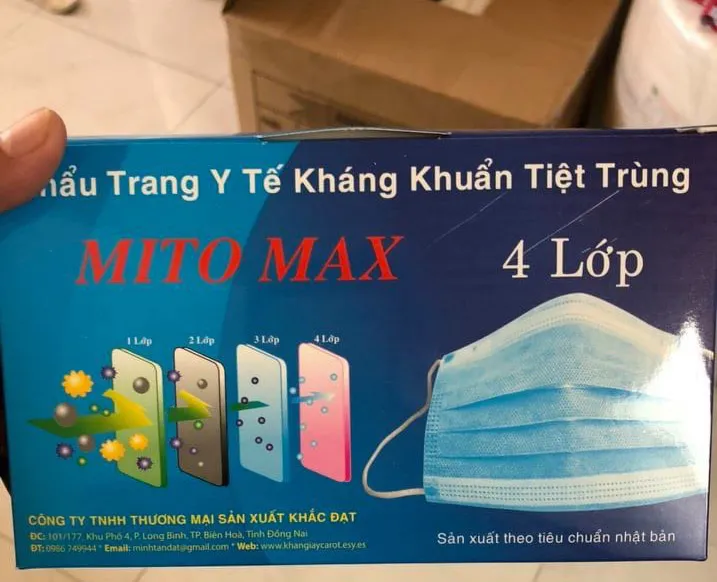 hẩu Trang Y Tế Kháng Khuẩn Tiệt Trùng
MITO MAX
4 Lớp
1 Lớp
2 Lớp
3 Lớp
4 Lớp
CÔNG TY TNHH THƯƠNG MẠI SẢN XUẤT KHẮC ĐẠT
ĐC: 101/177, Khu Phố 4, P. Long Bình, TP. Biên Hoà, Tỉnh Đồng Nai
ĐT: 0986 749944 * Email: minhtandat@gmail.com * Web: www.khangiaycarot.esy.es
Sản xuất theo tiêu chuẩn nhật bản